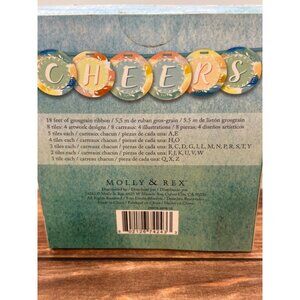 CHEERS
18 feet of grosgrain ribbon / 5,5 m de ruban gros-grain / 5.5 m de listón grosgrain
8 tiles: 4 artwork designs / 8 carreaux: 4 illustrations / 8 piezas: 4 diseños artísticos
5 tiles each / carreaux chacun / piezas de cada una: A,E
4 tiles each / carreaux chacun / piezas de cada una: H,O
3 tiles each / carreaux chacun / piezas de cada una: B, C, D, G, I, L, M, N, P, R, S, T, Y
2 tiles each / carreaux chacun / piezas de cada una: F, J, K, U, V, W
1 tiles each / carreaux chacun / piezas de cada una: Q, X, Z
MOLLY & REX